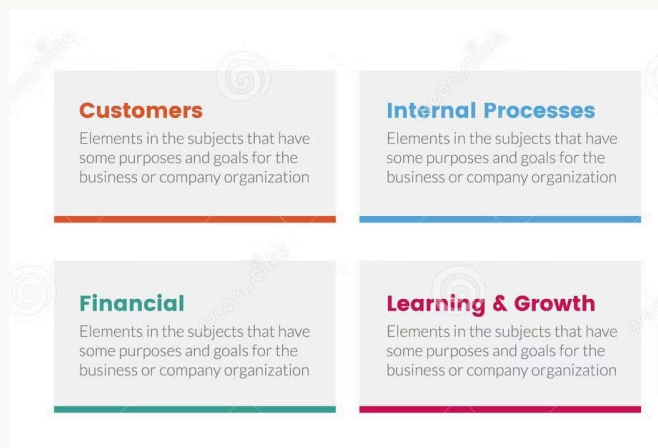 Customers
Elements in the subjects that have
some purposes and goals for the
business or company organization
Internal Processes
Elements in the subjects that have
some purposes and goals for the
business or company organization
Financial
Elements in the subjects that have
some purposes and goals for the
business or company organization
Learning & Growth
Elements in the subjects that have
some purposes and goals for the
business or company organization